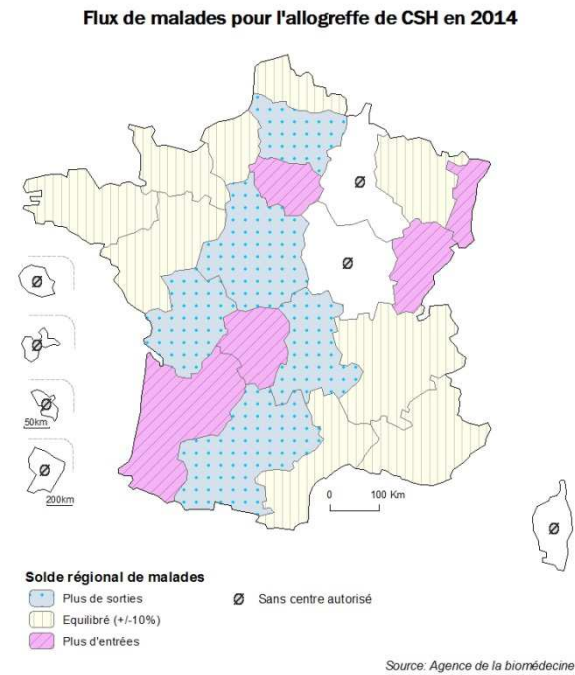 Flux de malades pour l'allogreffe de CSH en 2014
50km
200km
0 100 Km
Solde régional de malades
Plus de sorties
Ø Sans centre autorisé
Equilibré (+/-10%)
Plus d'entrées
Source: Agence de la biomédecine